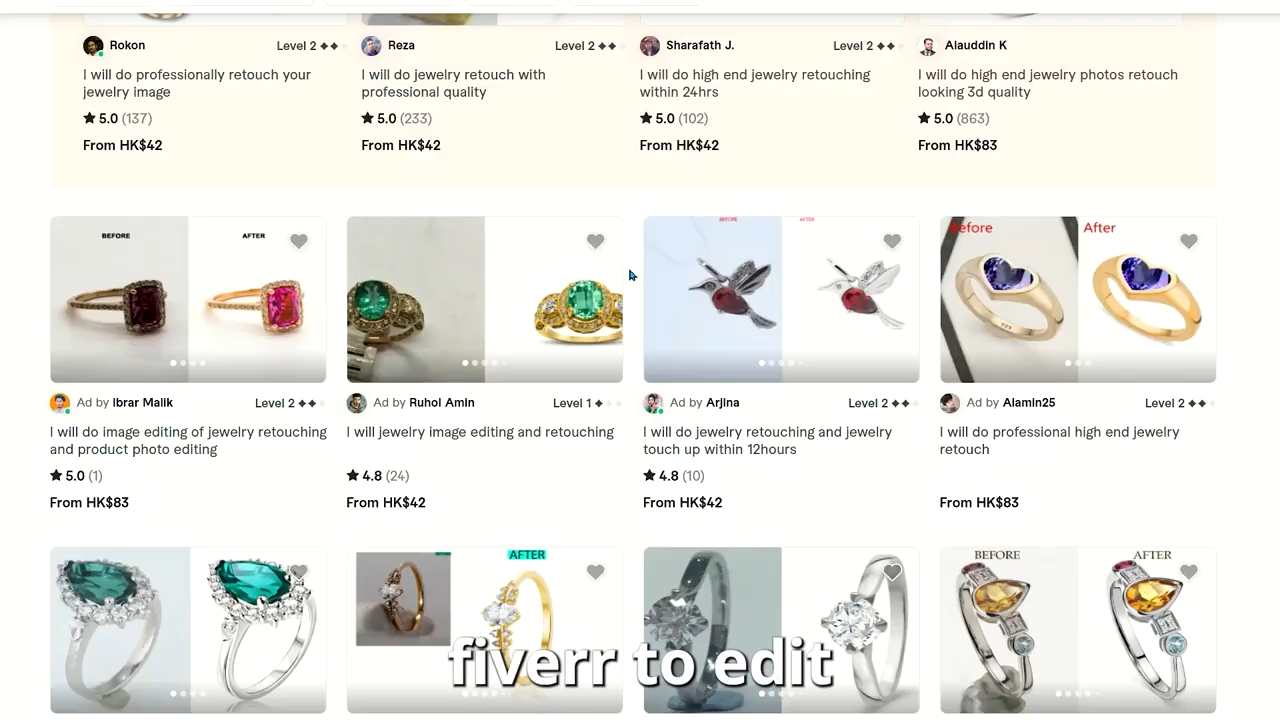 Rokon
Level 2
Reza
Level 2
Sharafath J.
Level 2
Alauddin K
I will do professionally retouch your
jewelry image
I will do jewelry retouch with
professional quality
I will do high end jewelry retouching
within 24hrs
I will do high end jewelry photos retouch
looking 3d quality
5.0 (137)
5.0 (233)
5.0 (102)
5.0 (863)
From HK$42
From HK$42
From HK$42
From HK$83
BEFORE
AFTER
BEFORE
AFTER
Before
After
Ad by Ibrar Malik
Level 2
Ad by Ruhol Amin
Level 1
Ad by Arjina
Level 2
Ad by Alamin25
Level 2
I will do image editing of jewelry retouching
and product photo editing
I will jewelry image editing and retouching
I will do jewelry retouching and jewelry
touch up within 12hours
I will do professional high end jewelry
retouch
5.0 (1)
4.8 (24)
4.8 (10)
From HK$83
From HK$42
From HK$42
From HK$83
AFTER
BEFORE
AFTER
fiverr to edit